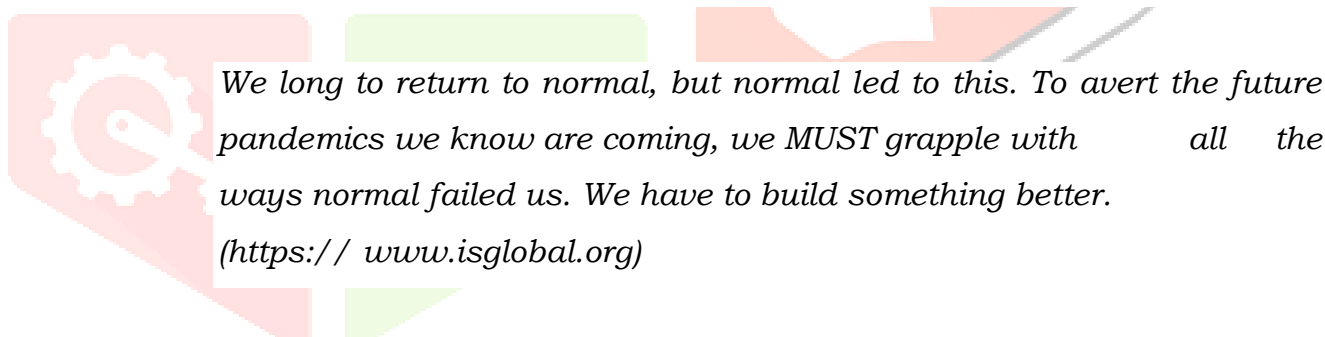 We long to return to normal, but normal led to this. To avert the future
pandemics we know are coming, we MUST grapple with all the
ways normal failed us. We have to build something better.
(https:// www.isglobal.org)